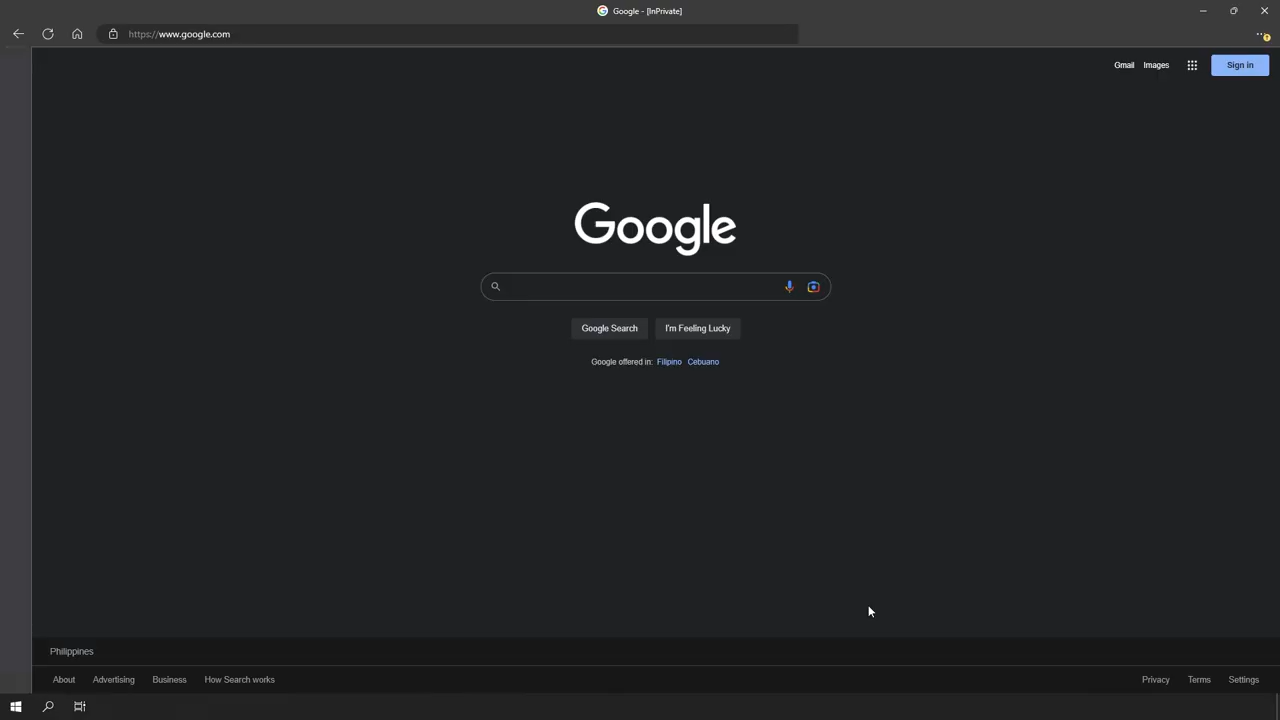 Google - [InPrivate]
https://www.google.com
Gmail Images Sign in
Google
Google Search I'm Feeling Lucky
Google offered in: Filipino Cebuano
Philippines
About Advertising Business How Search works Privacy Terms Settings